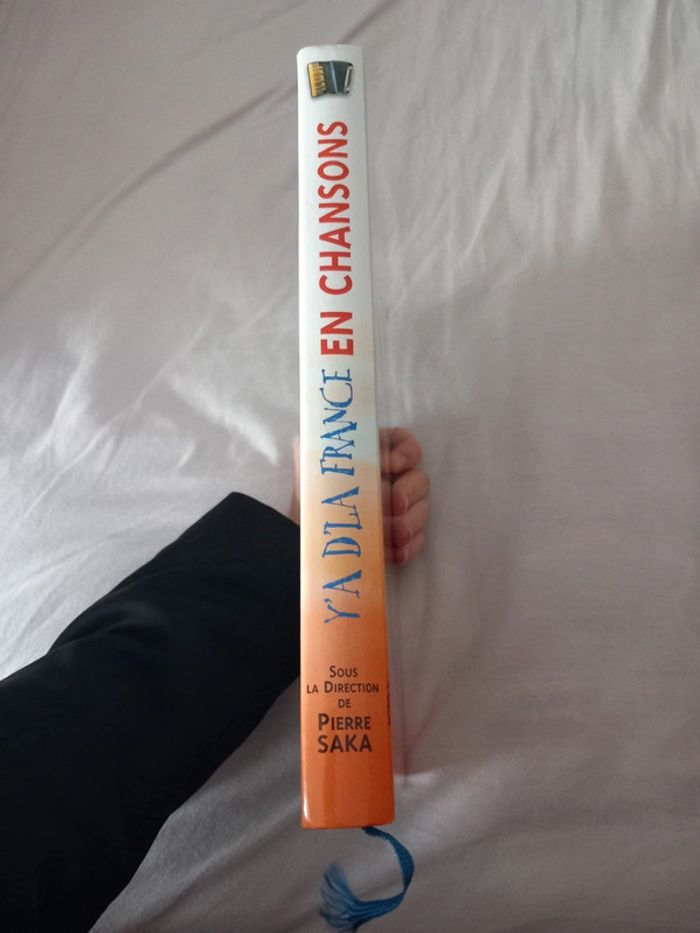 Y'A D'LA FRANCE EN CHANSONS
SOUS
LA DIRECTION
DE
PIERRE
SAKA